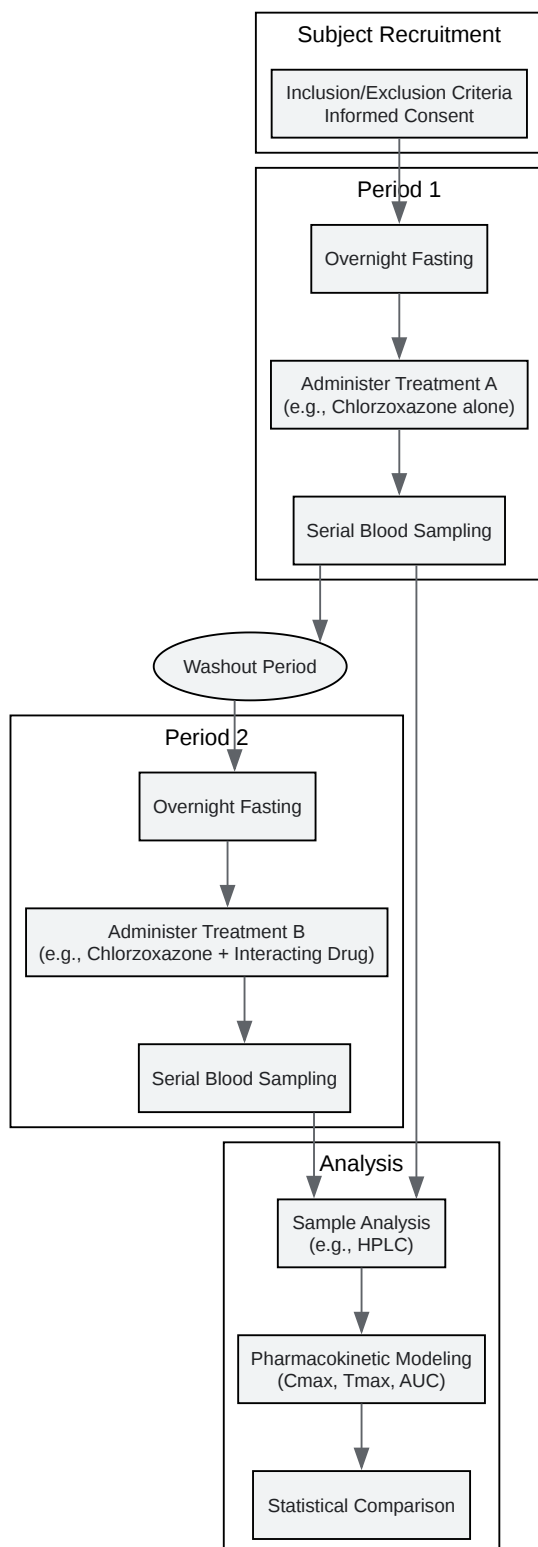 Subject Recruitment
Inclusion/Exclusion Criteria
Informed Consent
Period 1
Overnight Fasting
Administer Treatment A
(e.g., Chlorzoxazone alone)
Serial Blood Sampling
Washout Period
Period 2
Overnight Fasting
Administer Treatment B
(e.g., Chlorzoxazone + Interacting Drug)
Serial Blood Sampling
Analysis
Sample Analysis
(e.g., HPLC)
Pharmacokinetic Modeling
(Cmax, Tmax, AUC)
Statistical Comparison